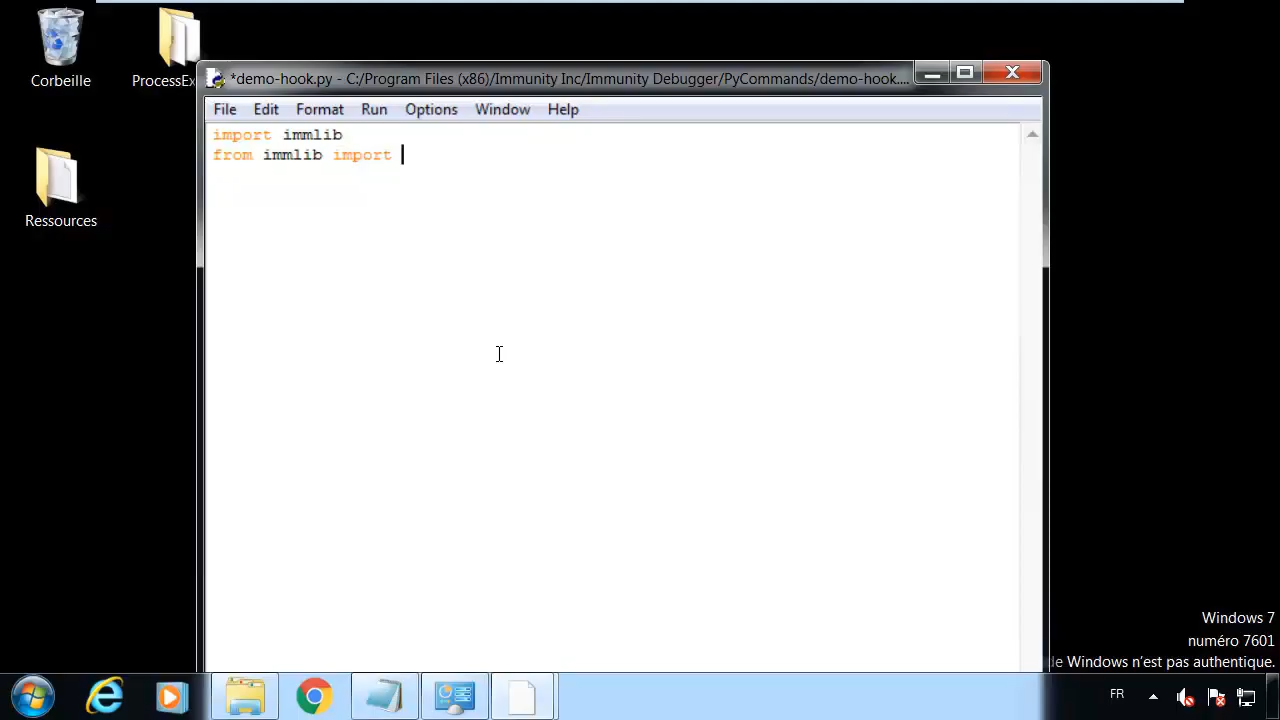 Corbeille
ProcessEx
Ressources
*demo-hook.py - C:/Program Files (x86)/Immunity Inc/Immunity Debugger/PyCommands/demo-hook....
File Edit Format Run Options Window Help
import immlib
from immlib import
Windows 7
numéro 7601
de Windows n'est pas authentique.
FR